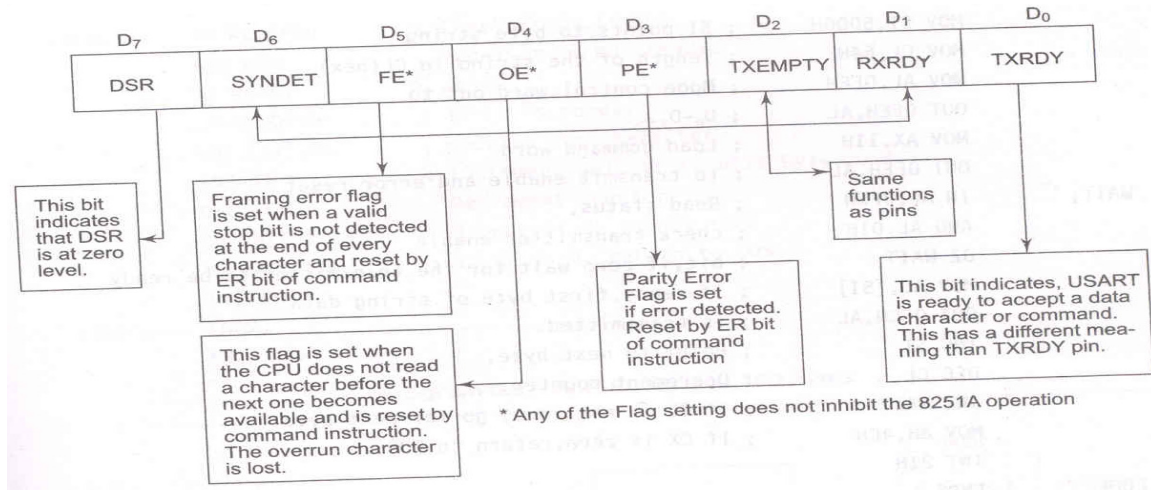 D7 D6 D5 D4 D3 D2 D1 D0
DSR SYNDET FE* OE* PE* TXEMPTY RXRDY TXRDY
This bit
indicates
that DSR
is at zero
level.
Framing error flag
is set when a valid
stop bit is not detected
at the end of every
character and reset by
ER bit of command
instruction.
This flag is set when
the CPU does not read
a character before the
next one becomes
available and is reset by
command instruction.
The overrun character
is lost.
Parity Error
Flag is set
if error detected.
Reset by ER bit
of command
instruction
Same
functions
as pins
This bit indicates, USART
is ready to accept a data
character or command.
This has a different mea-
ning than TXRDY pin.
* Any of the Flag setting does not inhibit the 8251A operation